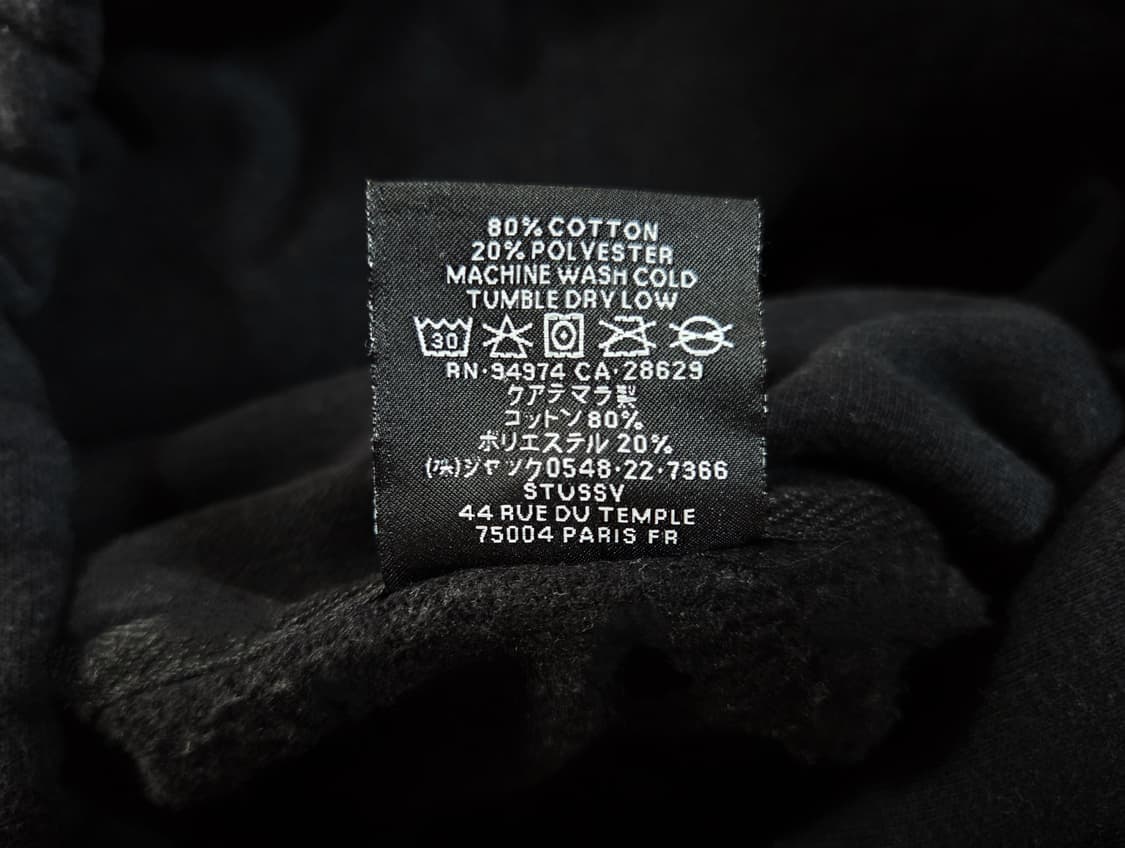 80% COTTON
20% POLYESTER
MACHINE WASH COLD
TUMBLE DRY LOW
30
RN·94974 CA·28629
クアテマラ製
コットン 80%
ポリエステル 20%
(株)ジャック0548·22·7366
STUSSY
44 RUE DU TEMPLE
75004 PARIS FR